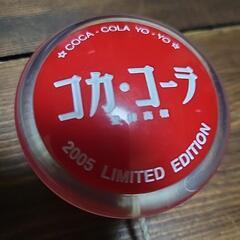 ★ COCA-COLA YO-YO ★
コカ・コーラ
2005 LIMITED EDITION